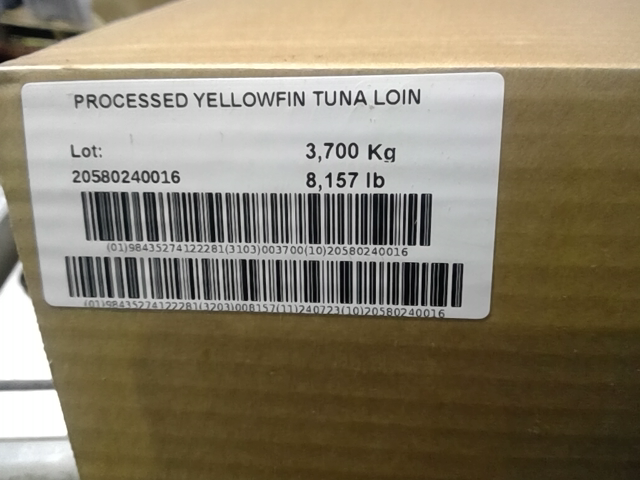 PROCESSED YELLOWFIN TUNA LOIN
Lot: 3,700 Kg
20580240016 8,157 lb
(01)98435274122281(3103)003700(10)20580240016
(01)98435274122281(3203)008157(11)240723(10)20580240016